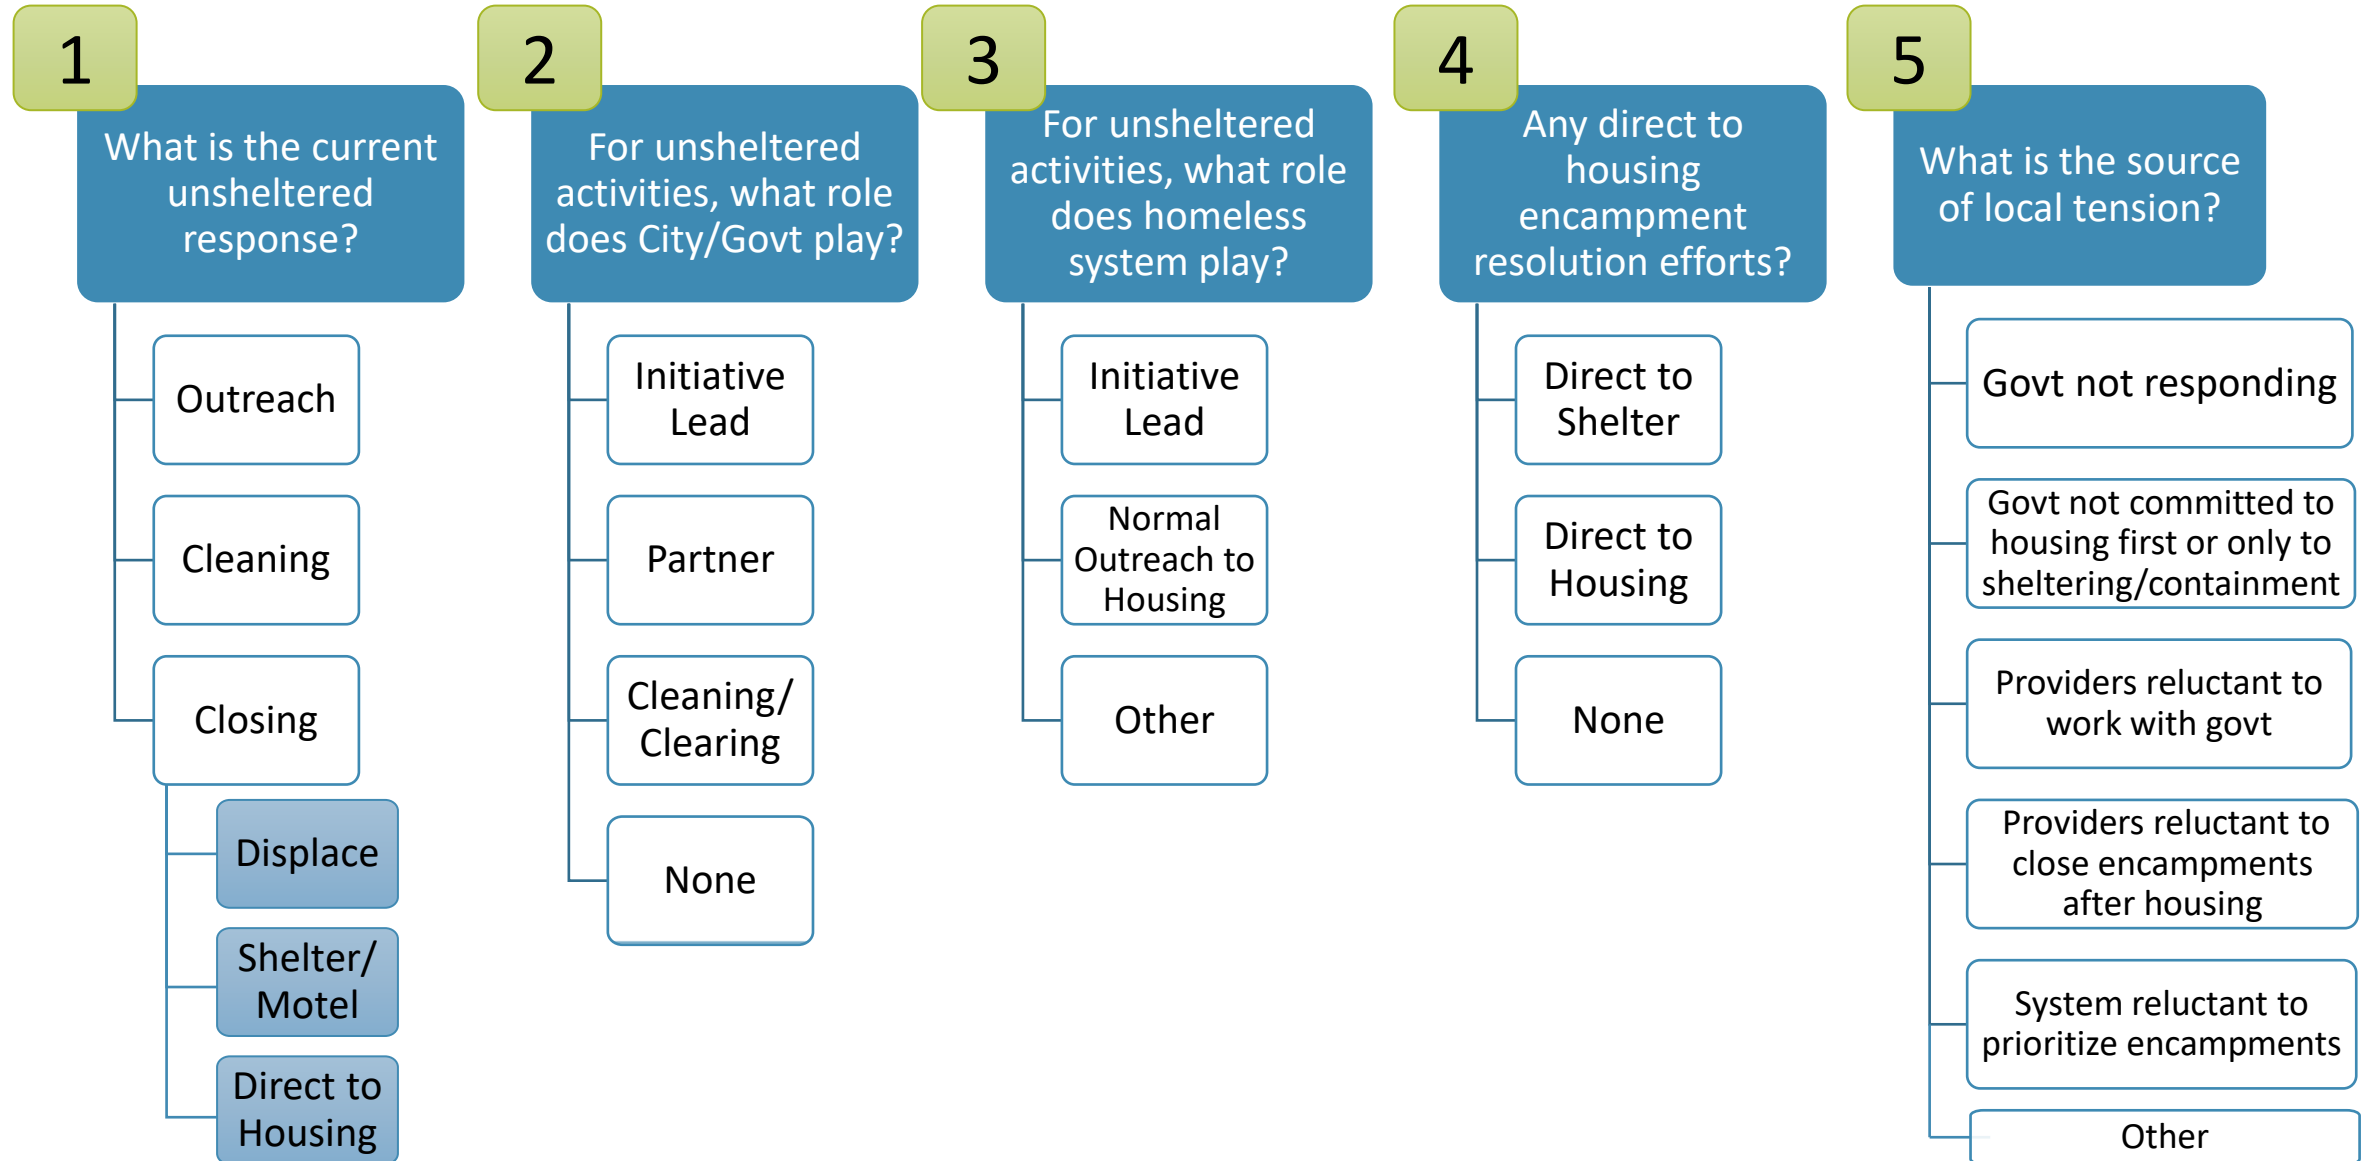 1
What is the current
unsheltered
response?
Outreach
Cleaning
Closing
Displace
Shelter/
Motel
Direct to
Housing
2
For unsheltered
activities, what role
does City/Govt play?
Initiative
Lead
Partner
Cleaning/
Clearing
None
3
For unsheltered
activities, what role
does homeless
system play?
Initiative
Lead
Normal
Outreach to
Housing
Other
4
Any direct to
housing
encampment
resolution efforts?
Direct to
Shelter
Direct to
Housing
None
5
What is the source
of local tension?
Govt not responding
Govt not committed to
housing first or only to
sheltering/containment
Providers reluctant to
work with govt
Providers reluctant to
close encampments
after housing
System reluctant to
prioritize encampments
Other